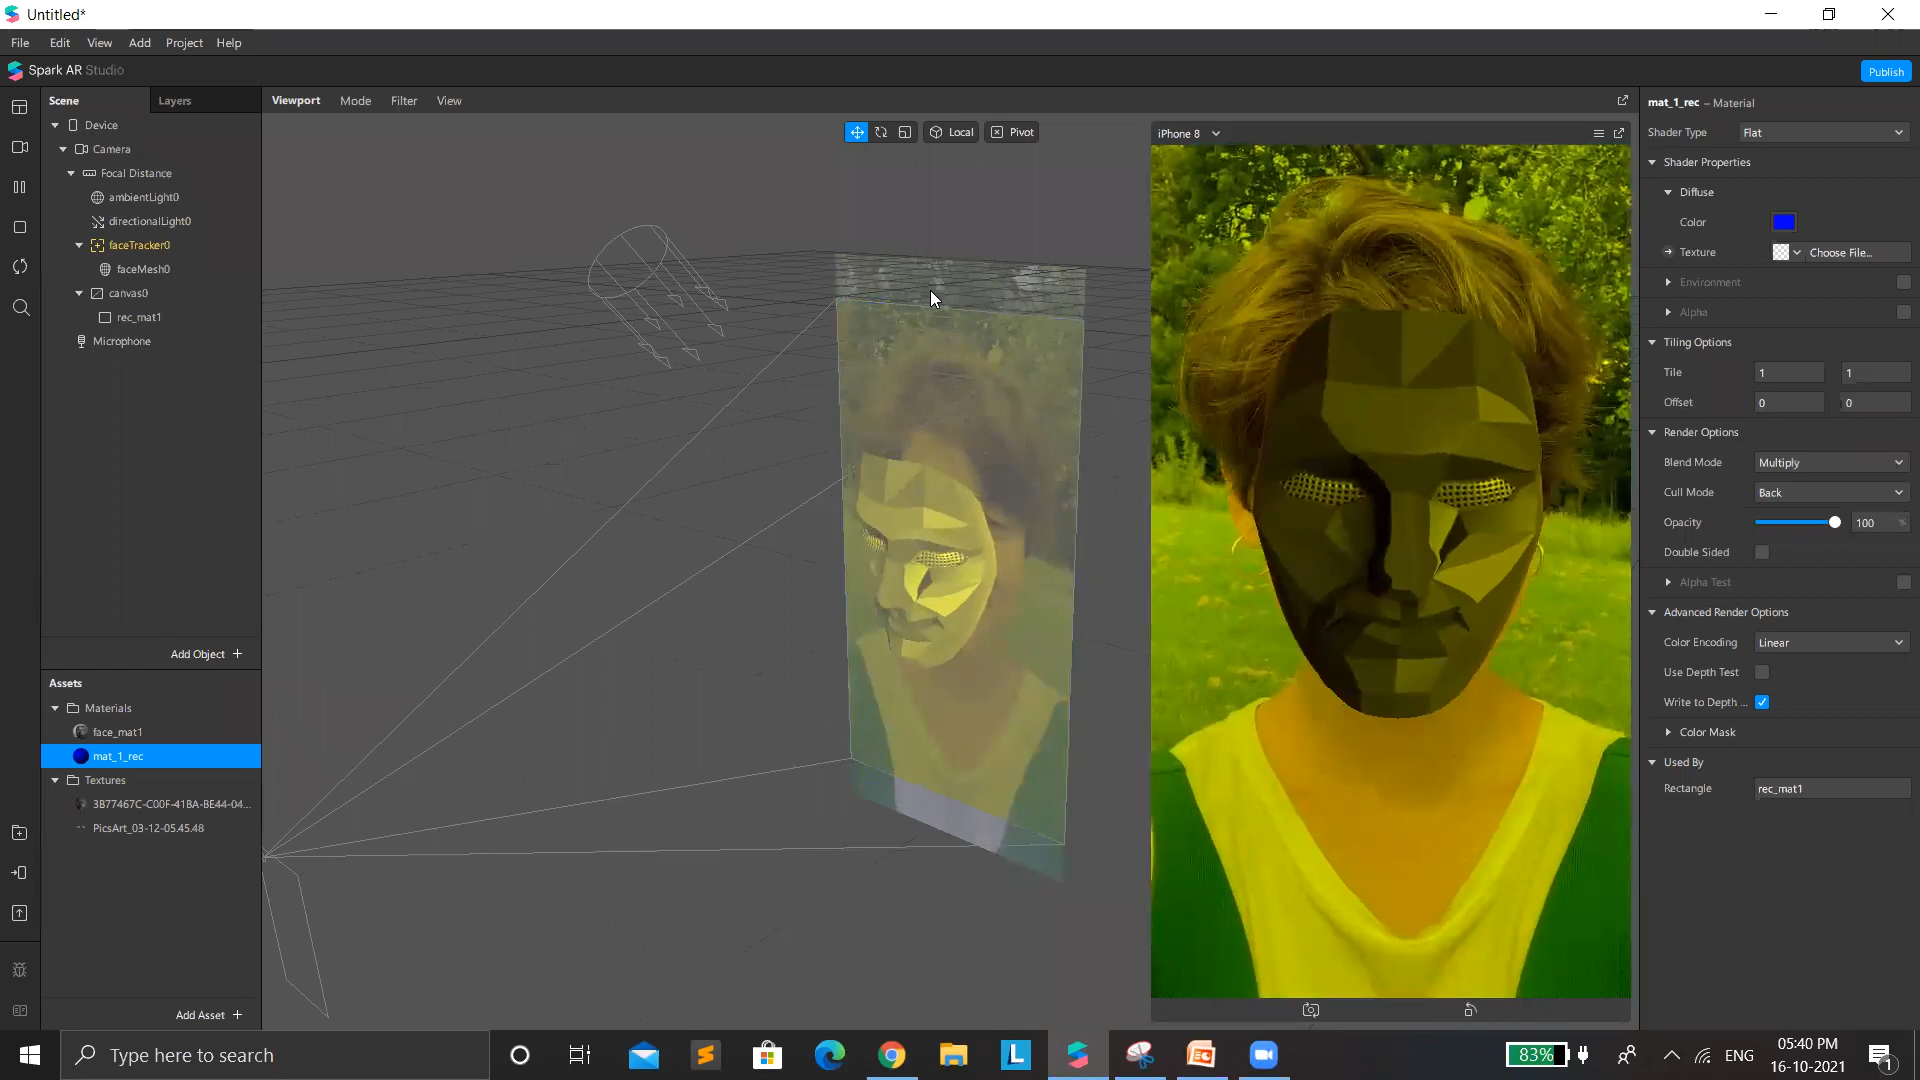 Untitled*
File Edit View Add Project Help
Spark AR Studio
Publish
Scene Layers
Device
Camera
Focal Distance
ambientLight0
directionalLight0
faceTracker0
faceMesh0
canvas0
rec_mat1
Microphone
Add Object +
Assets
Materials
face_mat1
mat_1_rec
Textures
3B77467C-C00F-41BA-BE44-04...
PicsArt_03-12-05.45.48
Add Asset +
Viewport Mode Filter View
Local Pivot
iPhone 8
mat_1_rec – Material
Shader Type Flat
Shader Properties
Diffuse
Color
Texture Choose File...
Environment
Alpha
Tiling Options
Tile 1 1
Offset 0 0
Render Options
Blend Mode Multiply
Cull Mode Back
Opacity 100 %
Double Sided
Alpha Test
Advanced Render Options
Color Encoding Linear
Use Depth Test
Write to Depth ...
Color Mask
Used By
Rectangle rec_mat1
Type here to search
L
83%
ENG
05:40 PM
16-10-2021
1